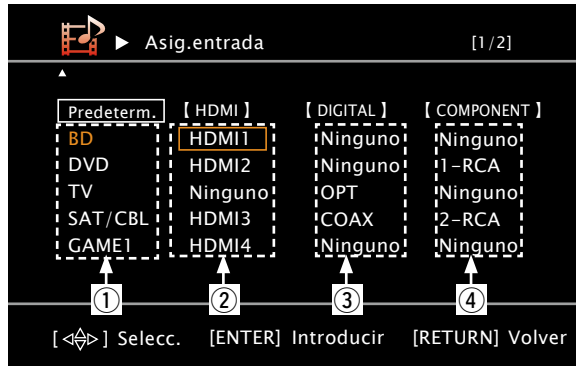 Asig.entrada [1/2]
Predeterm. 【 HDMI 】 【 DIGITAL 】 【 COMPONENT 】
BD HDMI1 Ninguno Ninguno
DVD HDMI2 Ninguno 1-RCA
TV Ninguno OPT Ninguno
SAT/CBL HDMI3 COAX 2-RCA
GAME1 HDMI4 Ninguno Ninguno
① ② ③ ④
[ ◁△▽▷ ] Selecc. [ENTER] Introducir [RETURN] Volver